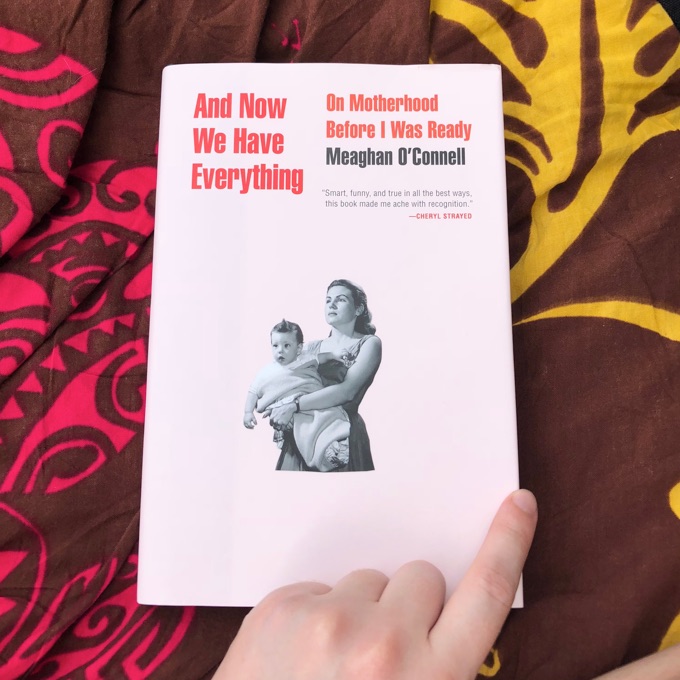 And Now
We Have
Everything
On Motherhood
Before I Was Ready
Meaghan O'Connell
"Smart, funny, and true in all the best ways,
this book made me ache with recognition."
—CHERYL STRAYED